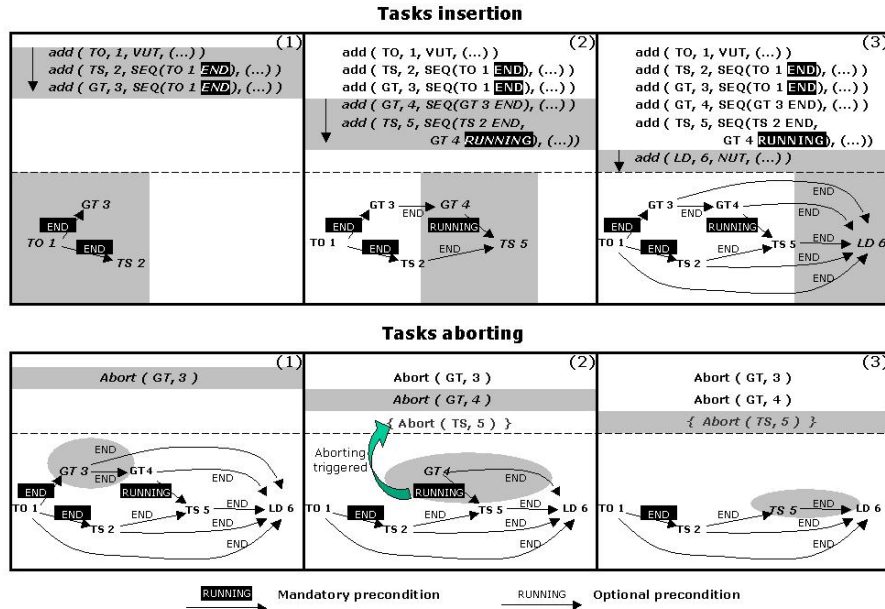 Tasks insertion
(1)
add ( TO, 1, VUT, (...) )
add ( TS, 2, SEQ(TO 1 END), (...) )
add ( GT, 3, SEQ(TO 1 END), (...) )
GT 3
END
TO 1
END
TS 2
(2)
add ( TO, 1, VUT, (...) )
add ( TS, 2, SEQ(TO 1 END), (...) )
add ( GT, 3, SEQ(TO 1 END), (...) )
add ( GT, 4, SEQ(GT 3 END), (...) )
add ( TS, 5, SEQ(TS 2 END,
GT 4 RUNNING), (...))
GT 3
GT 4
END
END
RUNNING
TO 1
END
END
TS 5
TS 2
(3)
add ( TO, 1, VUT, (...) )
add ( TS, 2, SEQ(TO 1 END), (...) )
add ( GT, 3, SEQ(TO 1 END), (...) )
add ( GT, 4, SEQ(GT 3 END), (...) )
add ( TS, 5, SEQ(TS 2 END,
GT 4 RUNNING), (...))
add ( LD, 6, NUT, (...) )
END
GT 3
GT 4
END
END
END
RUNNING
TO 1
END
END
TS 5
END
LD 6
TS 2
END
END
Tasks aborting
(1)
Abort ( GT, 3 )
END
GT 3
GT 4
END
END
END
RUNNING
TO 1
END
END
TS 5
END
LD 6
TS 2
END
END
(2)
Abort ( GT, 3 )
Abort ( GT, 4 )
{ Abort ( TS, 5 ) }
Aborting
triggered
GT 4
END
RUNNING
TO 1
END
END
TS 5
END
LD 6
TS 2
END
END
(3)
Abort ( GT, 3 )
Abort ( GT, 4 )
{ Abort ( TS, 5 ) }
TO 1
END
END
TS 5
END
LD 6
TS 2
END
END
RUNNING Mandatory precondition
RUNNING Optional precondition